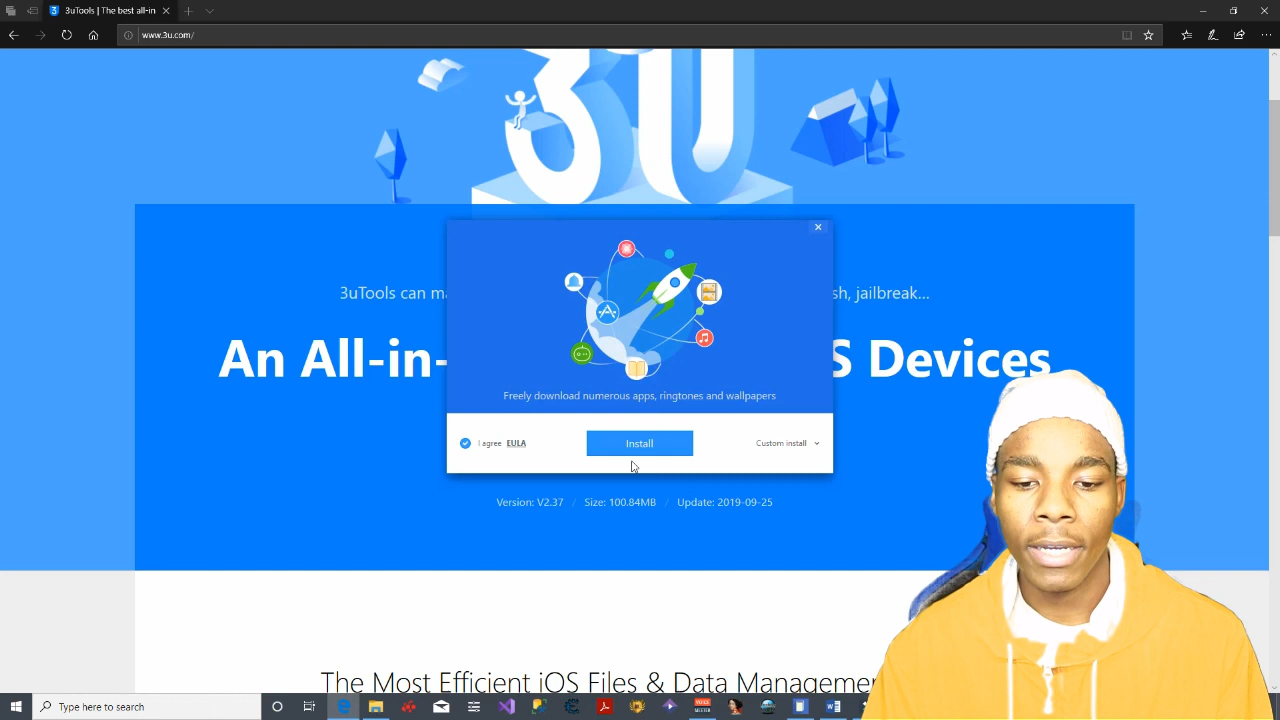 3uTools | The best all-in
www.3u.com/
3U
3uTools can ma
sh, jailbreak...
An All-in-
S Devices
Freely download numerous apps, ringtones and wallpapers
I agree EULA
Install
Custom install
Version: V2.37 / Size: 100.84MB / Update: 2019-09-25
The Most Efficient iOS Files & Data Managemen
Type here to search